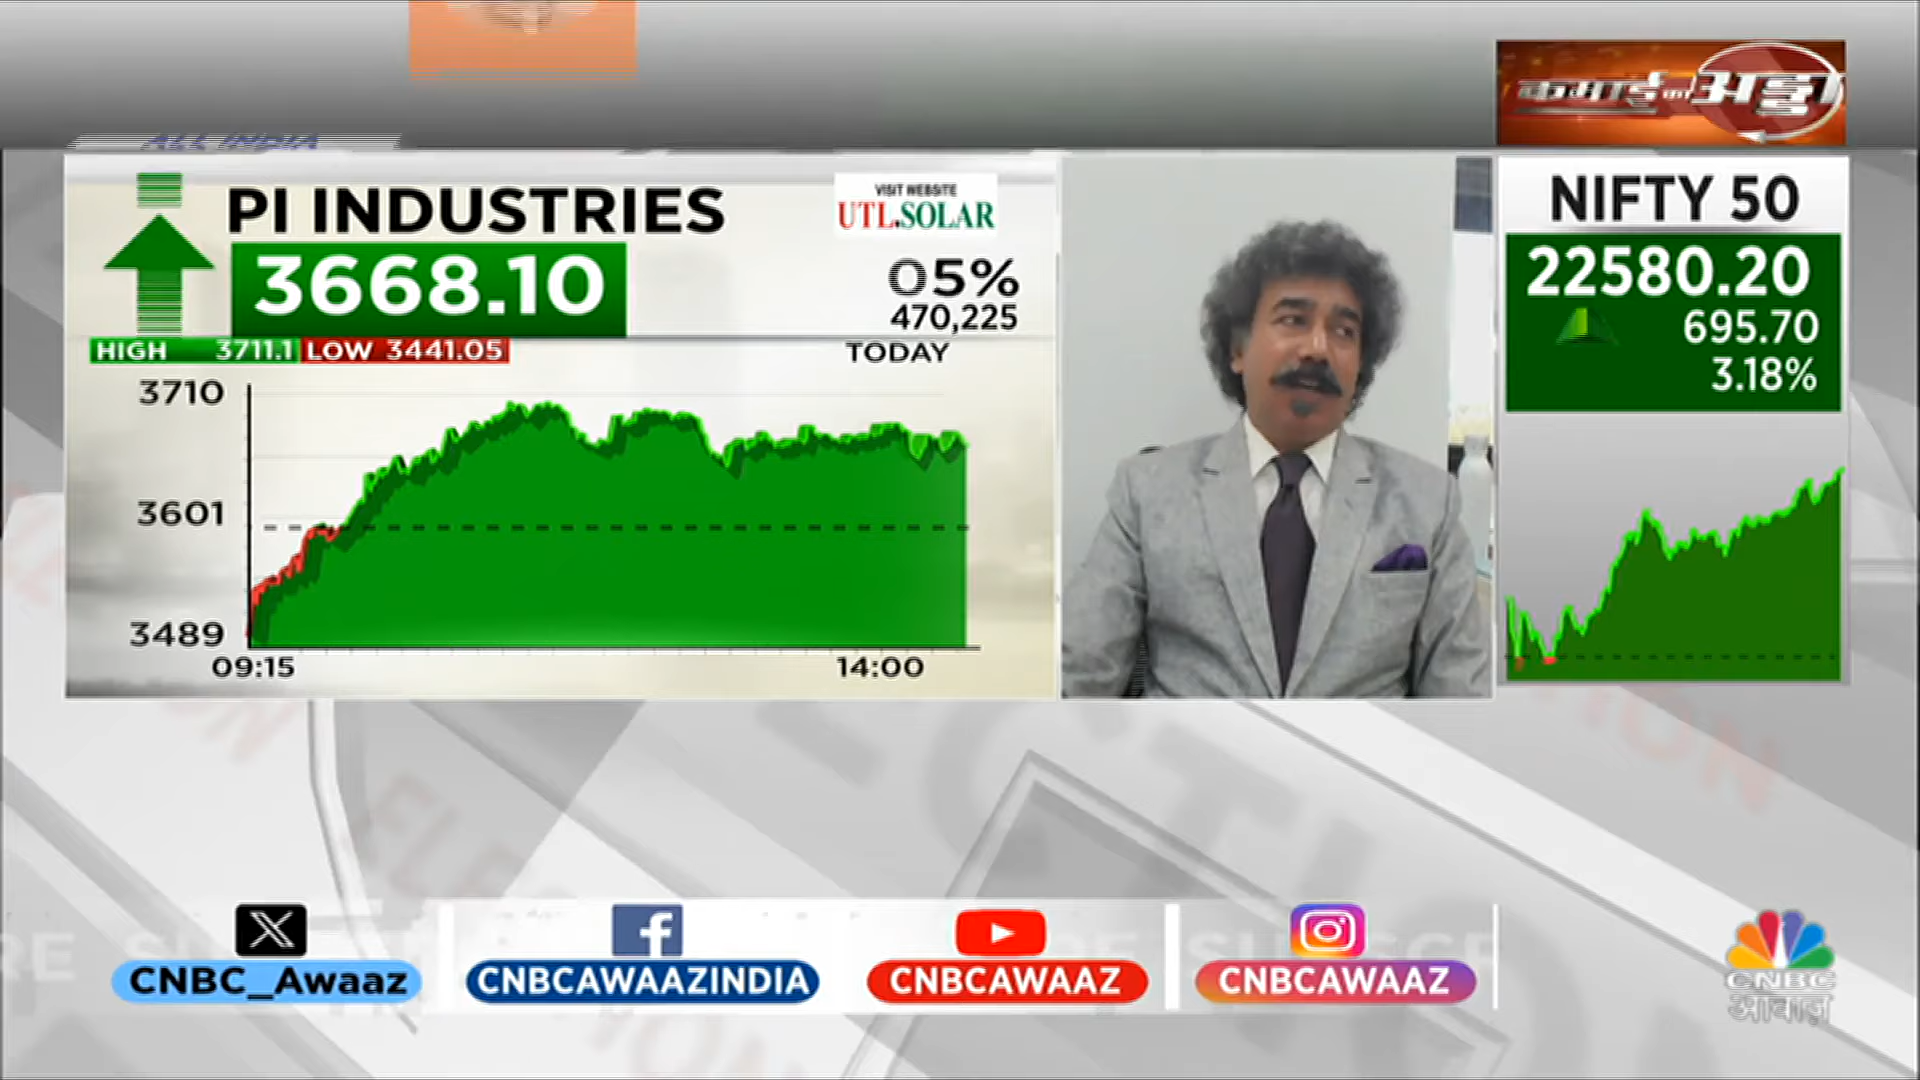 कमाई का अड्डा
ALL INDIA
PI INDUSTRIES
3668.10
VISIT WEBSITE
UTL.SOLAR
05%
470,225
TODAY
HIGH 3711.1 LOW 3441.05
3710
3601
3489
09:15 14:00
NIFTY 50
22580.20
695.70
3.18%
CNBC_Awaaz
CNBCAWAAZINDIA
CNBCAWAAZ
CNBCAWAAZ
CNBC
आवाज़